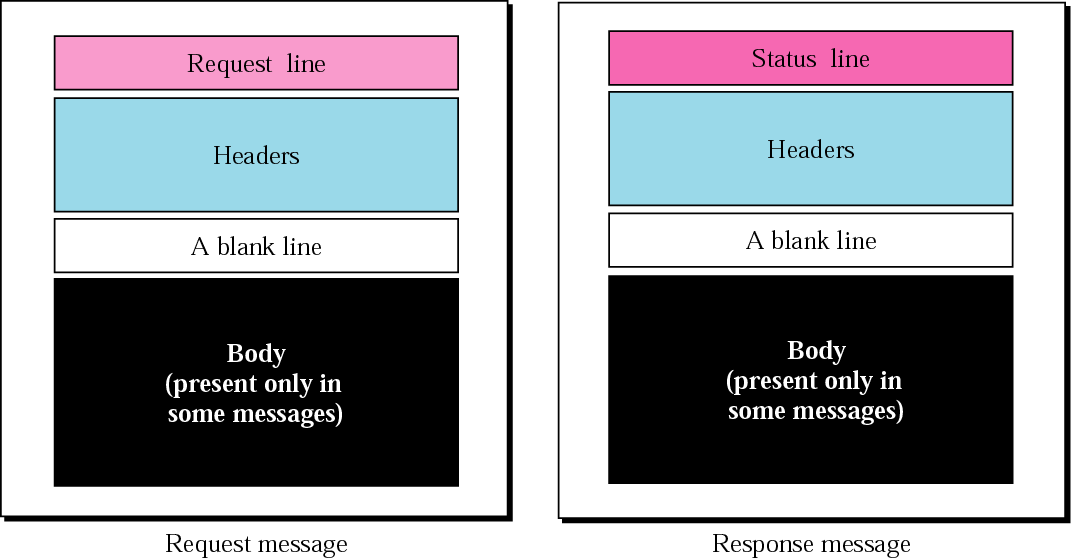 Request line
Headers
A blank line
Body
(present only in
some messages)
Request message
Status line
Headers
A blank line
Body
(present only in
some messages)
Response message